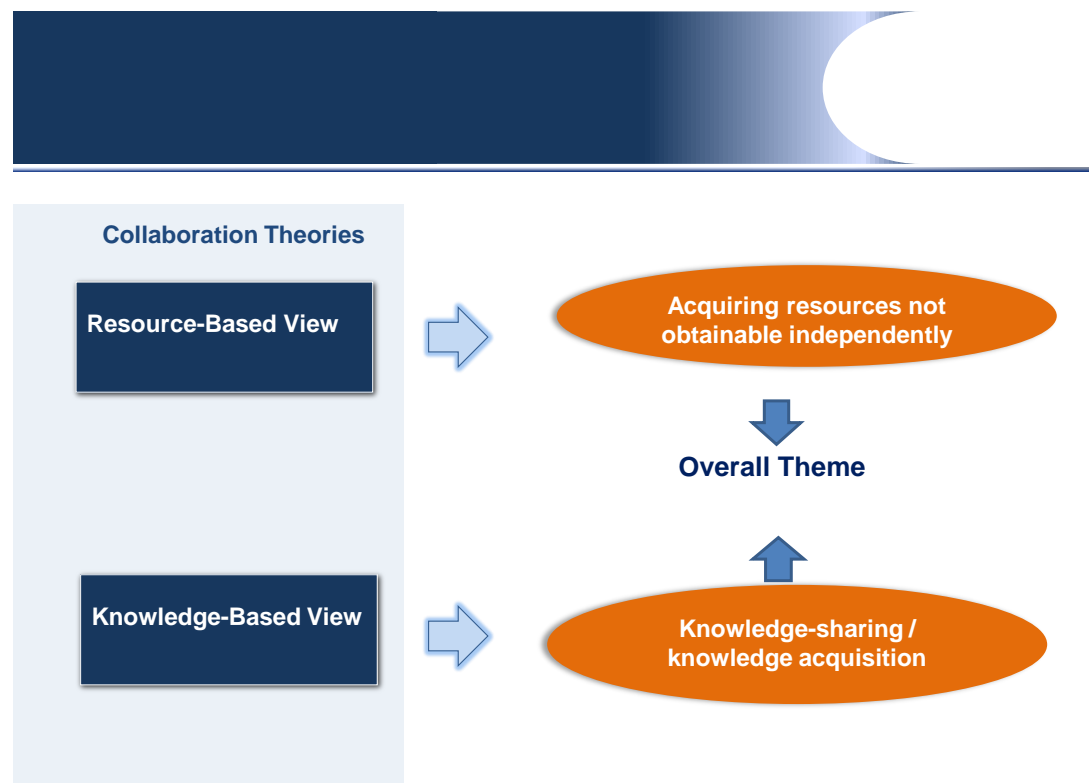 Collaboration Theories
Resource-Based View
Acquiring resources not
obtainable independently
Overall Theme
Knowledge-Based View
Knowledge-sharing /
knowledge acquisition